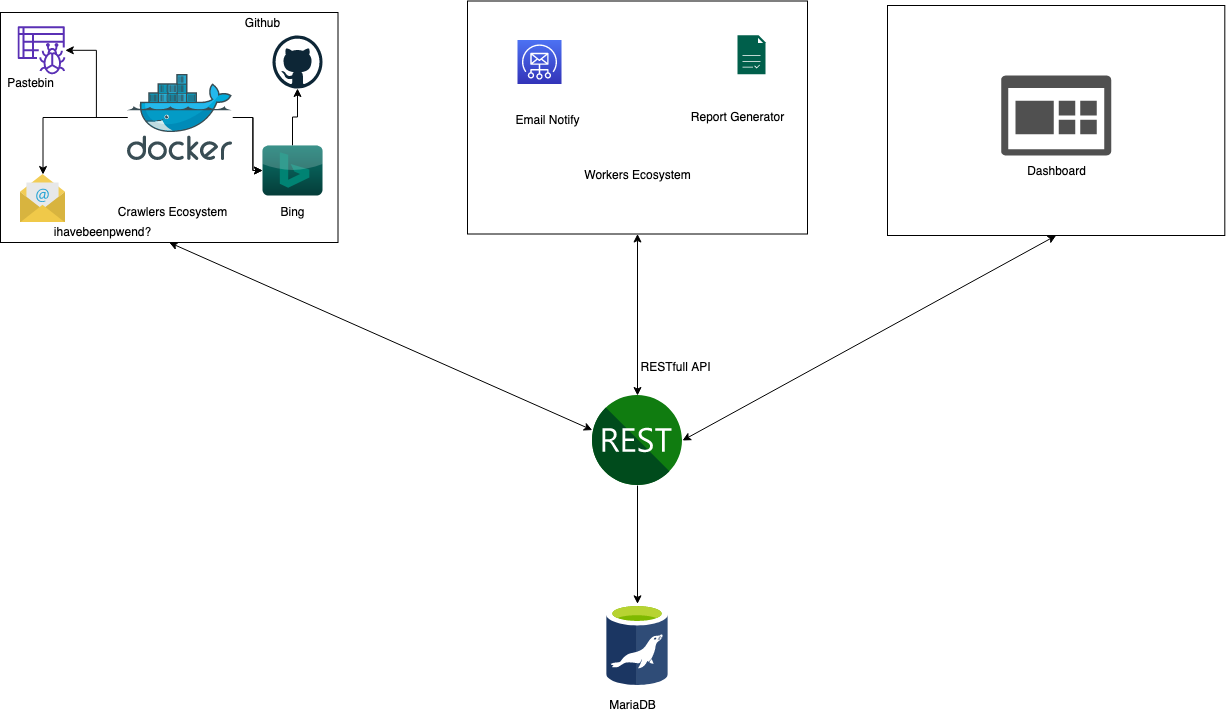 Github
Pastebin
docker
@
Crawlers Ecosystem
Bing
ihavebeenpwend?
Email Notify
Report Generator
Workers Ecosystem
Dashboard
RESTfull API
REST
MariaDB